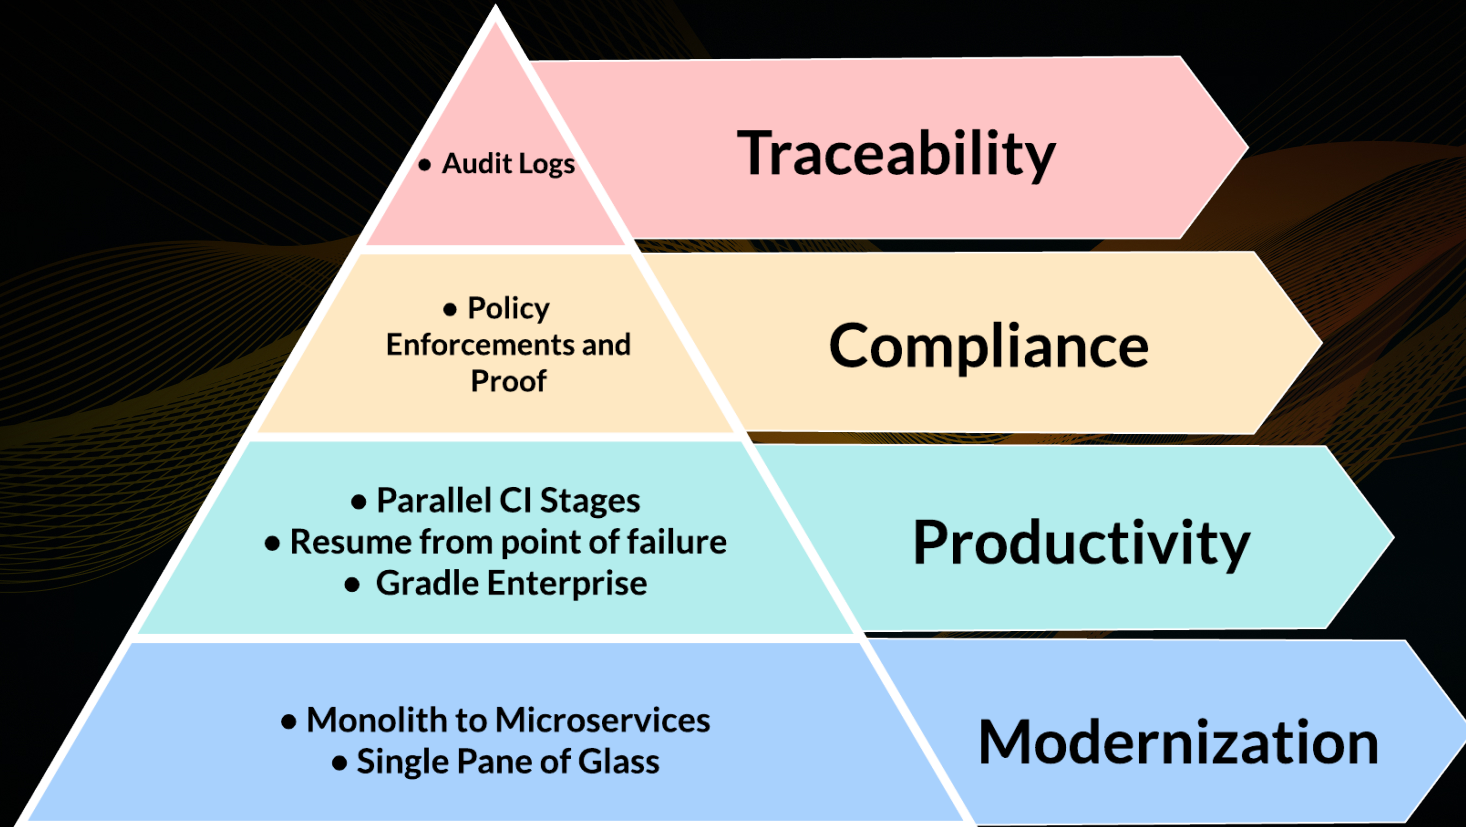 • Audit Logs
Traceability
• Policy
Enforcements and
Proof
Compliance
• Parallel CI Stages
• Resume from point of failure
• Gradle Enterprise
Productivity
• Monolith to Microservices
• Single Pane of Glass
Modernization